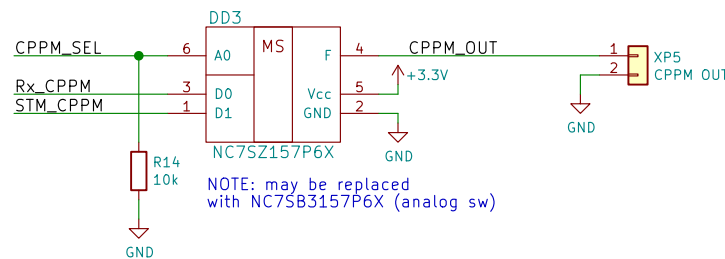 DD3
CPPM_SEL
6
A0
MS
F
4
CPPM_OUT
1
XP5
2
CPPM OUT
+3.3V
Rx_CPPM
3
D0
Vcc
5
STM_CPPM
1
D1
GND
2
GND
GND
NC7SZ157P6X
R14
10k
NOTE: may be replaced
with NC7SB3157P6X (analog sw)
GND